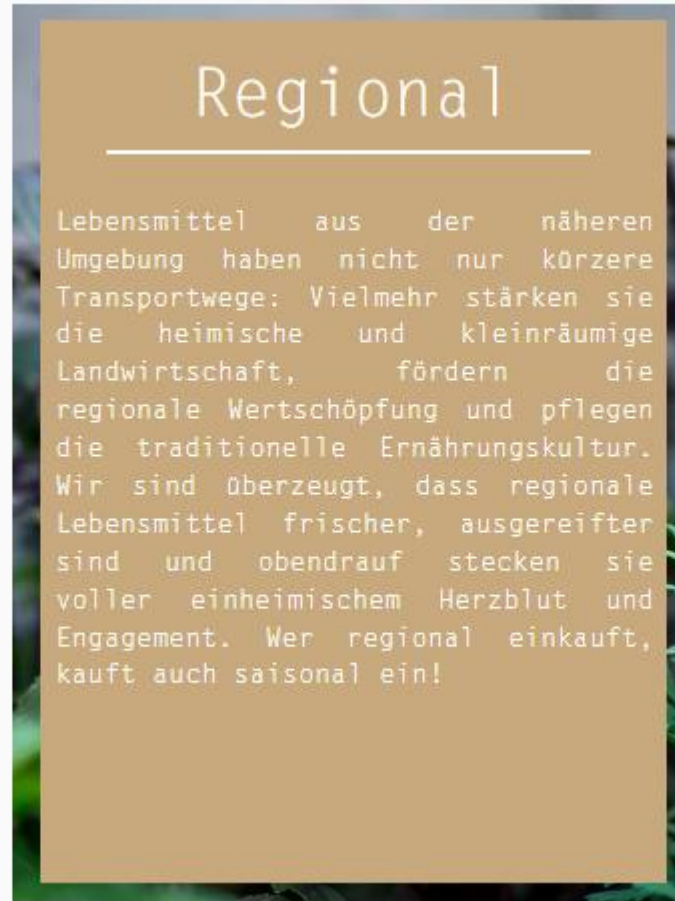 Regional
Lebensmittel aus der näheren
Umgebung haben nicht nur kürzere
Transportwege: Vielmehr stärken sie
die heimische und kleinräumige
Landwirtschaft, fördern die
regionale Wertschöpfung und pflegen
die traditionelle Ernährungskultur.
Wir sind überzeugt, dass regionale
Lebensmittel frischer, ausgereifter
sind und obendrauf stecken sie
voller einheimischem Herzblut und
Engagement. Wer regional einkauft,
kauft auch saisonal ein!